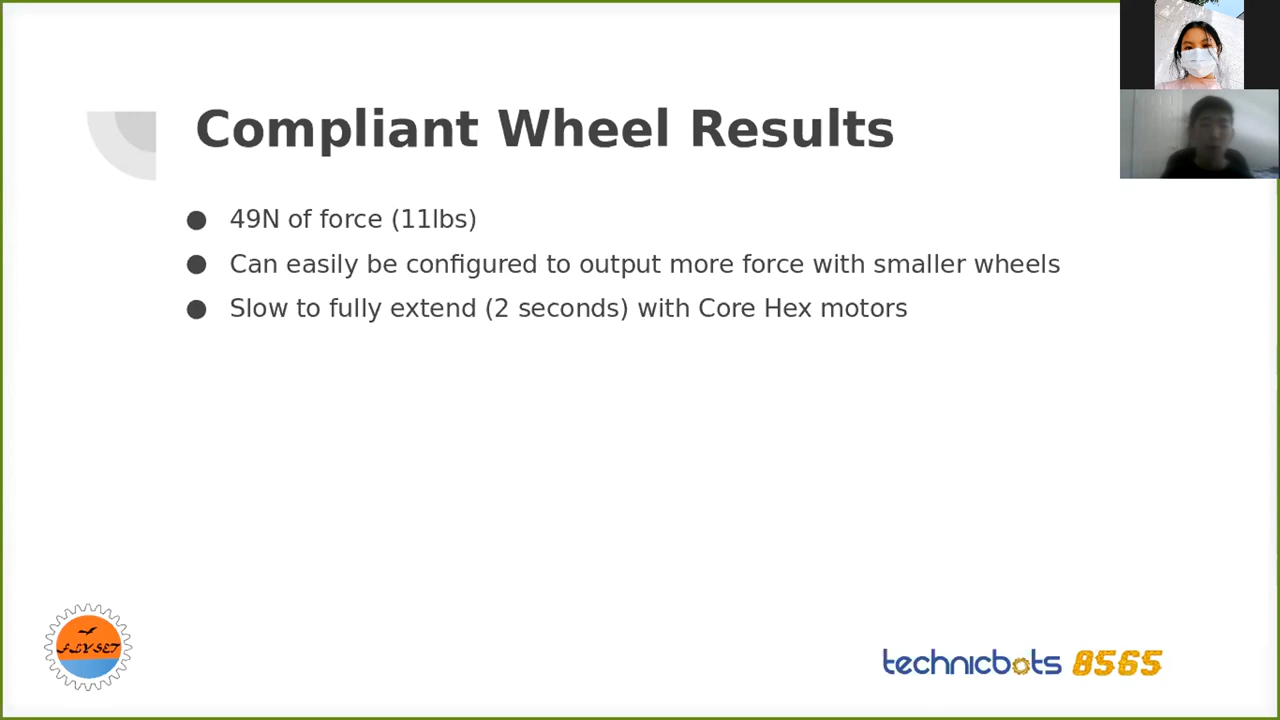 Compliant Wheel Results
● 49N of force (11lbs)
● Can easily be configured to output more force with smaller wheels
● Slow to fully extend (2 seconds) with Core Hex motors
FLYSET
technicbots 8565